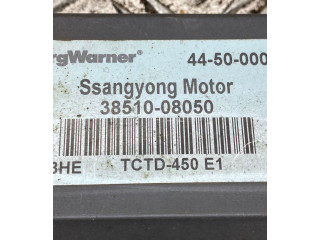 rgWarner® 44-50-000
Ssangyong Motor
38510-08050
3HE TCTD-450 E1